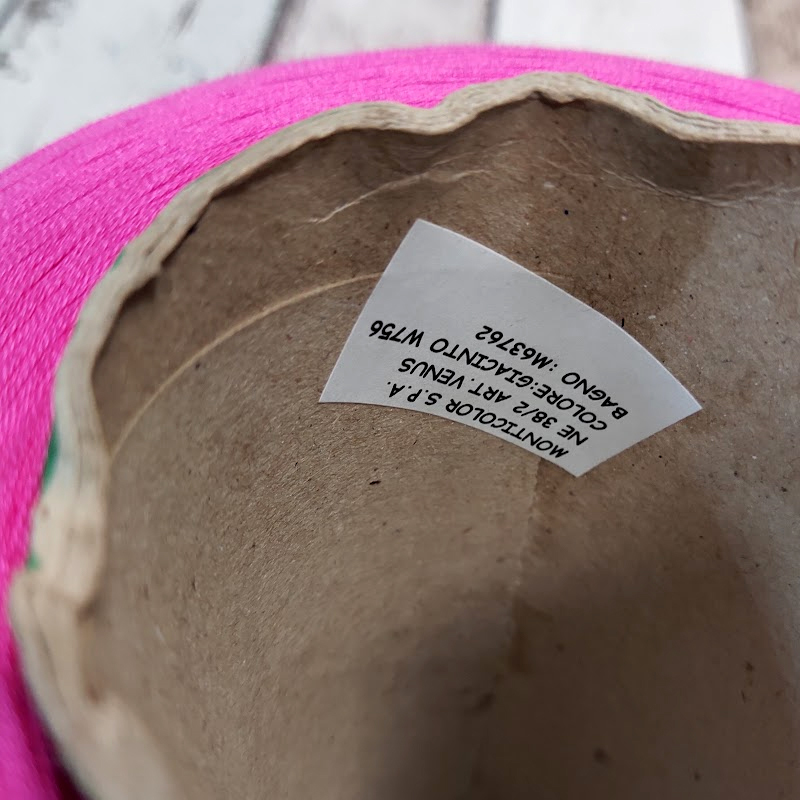 MONTICOLOR S.P.A.
NE 38/2 ART. VENUS
COLORE:GIACINTO W756
BAGNO :M63762